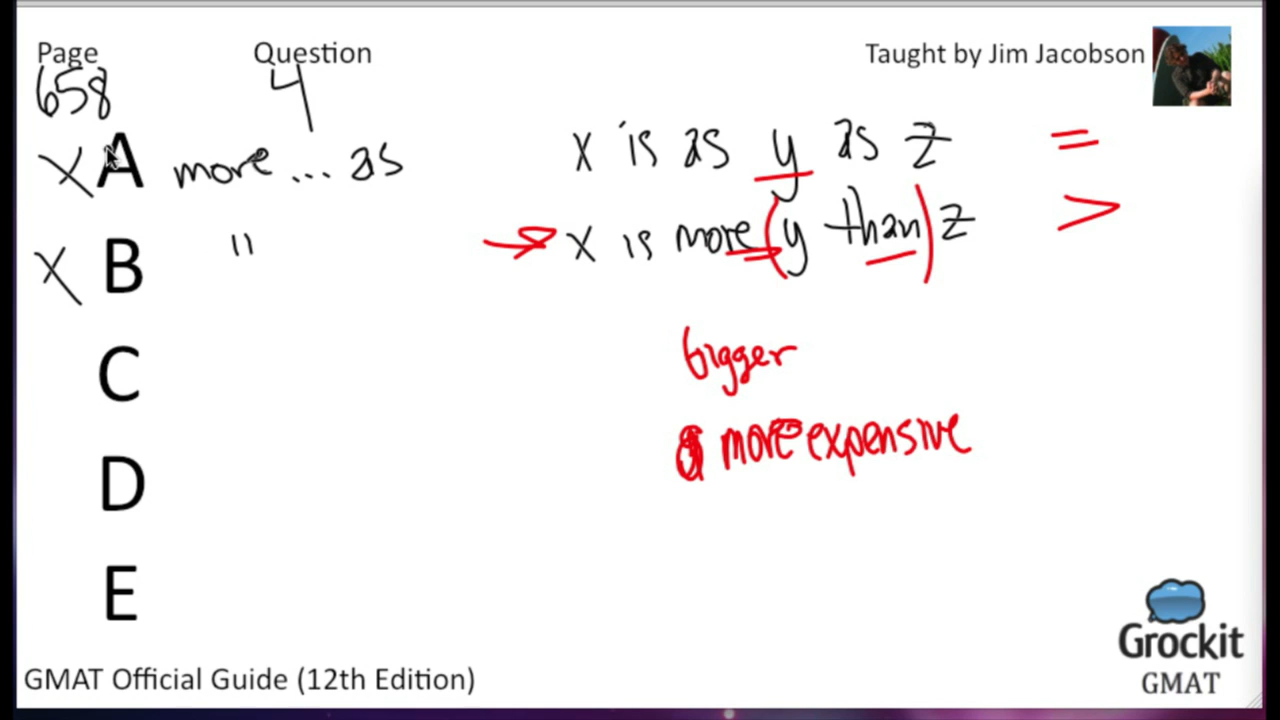 Page Question Taught by Jim Jacobson
658 4
X A more... as
X B "
C
D
E
x is as y as z =
x is more (y than) z >
bigger
more expensive
Grockit
GMAT
GMAT Official Guide (12th Edition)